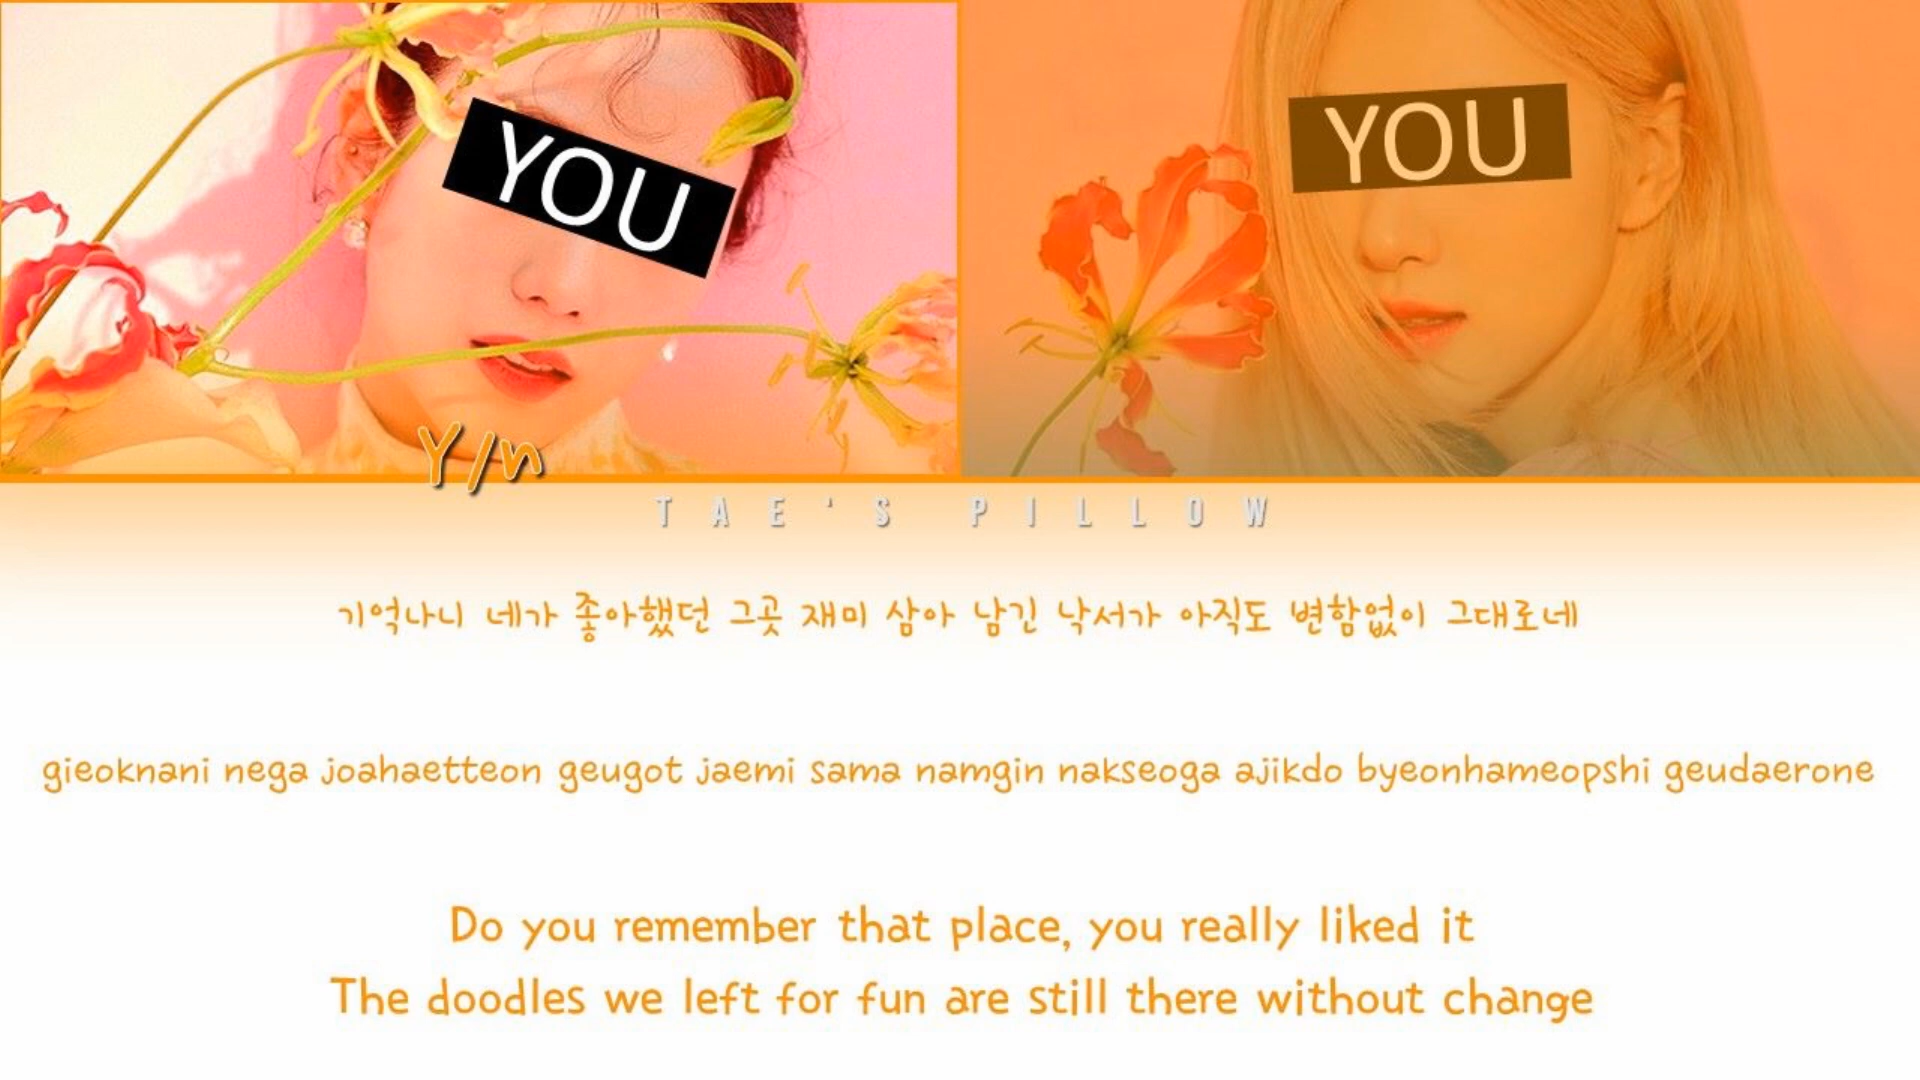 YOU
YOU
Y/n
TAE'S PILLOW
기억나니 네가 좋아했던 그곳 재미 삼아 남긴 낙서가 아직도 변함없이 그대로네
gieoknani nega joahaetteon geugot jaemi sama namgin nakseoga ajikdo byeonhameopshi geudaerone
Do you remember that place, you really liked it
The doodles we left for fun are still there without change